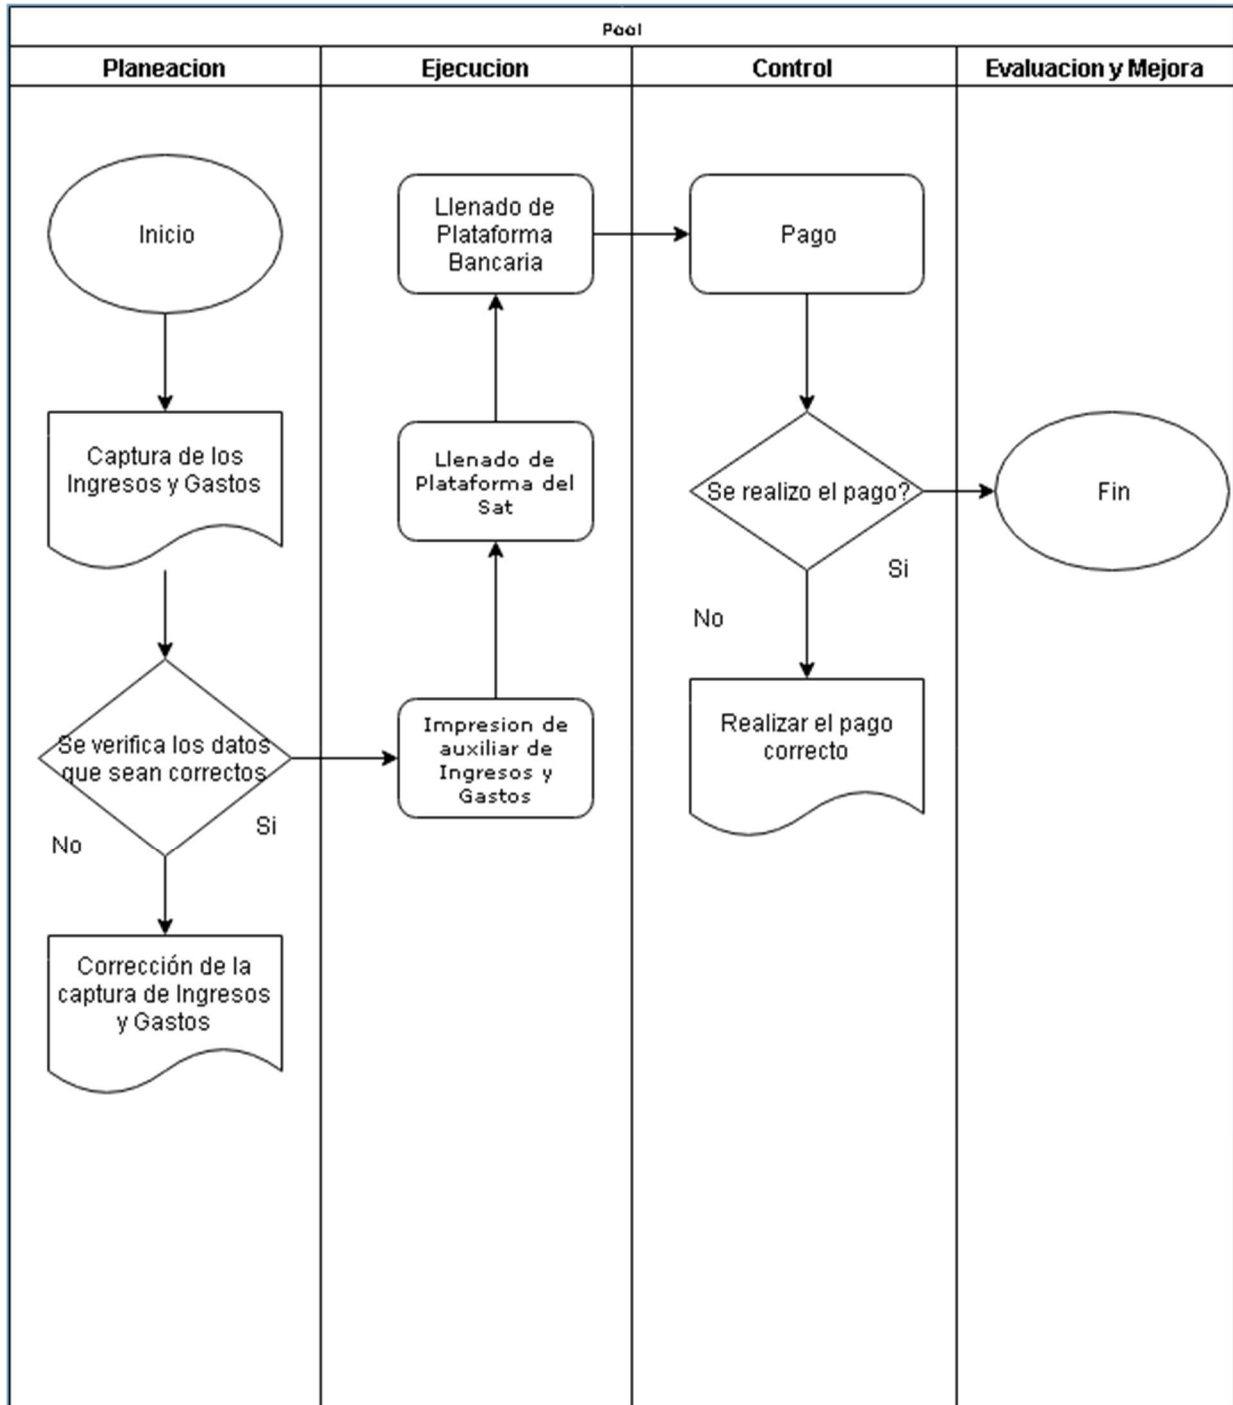 Pool
Planeacion
Ejecucion
Control
Evaluacion y Mejora
Inicio
Captura de los
Ingresos y Gastos
Se verifica los datos
que sean correctos
No
Si
Corrección de la
captura de Ingresos
y Gastos
Llenado de
Plataforma
Bancaria
Llenado de
Plataforma del
Sat
Impresion de
auxiliar de
Ingresos y
Gastos
Pago
Se realizo el pago?
Si
No
Realizar el pago
correcto
Fin